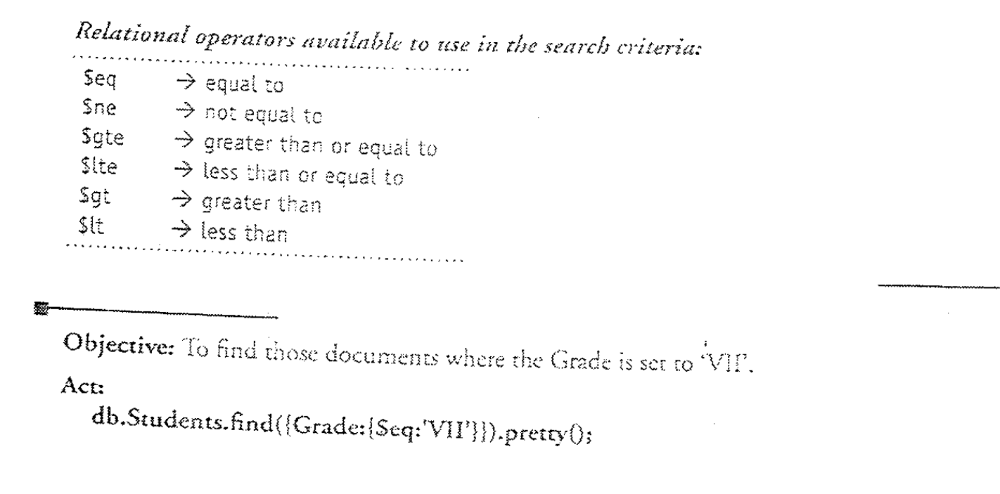 Relational operators available to use in the search criteria:
$eq → equal to
$ne → not equal to
$gte → greater than or equal to
$lte → less than or equal to
$gt → greater than
$lt → less than
Objective: To find those documents where the Grade is set to ‘VII’.
Act:
db.Students.find({Grade:{$eq:'VII'}}).pretty();